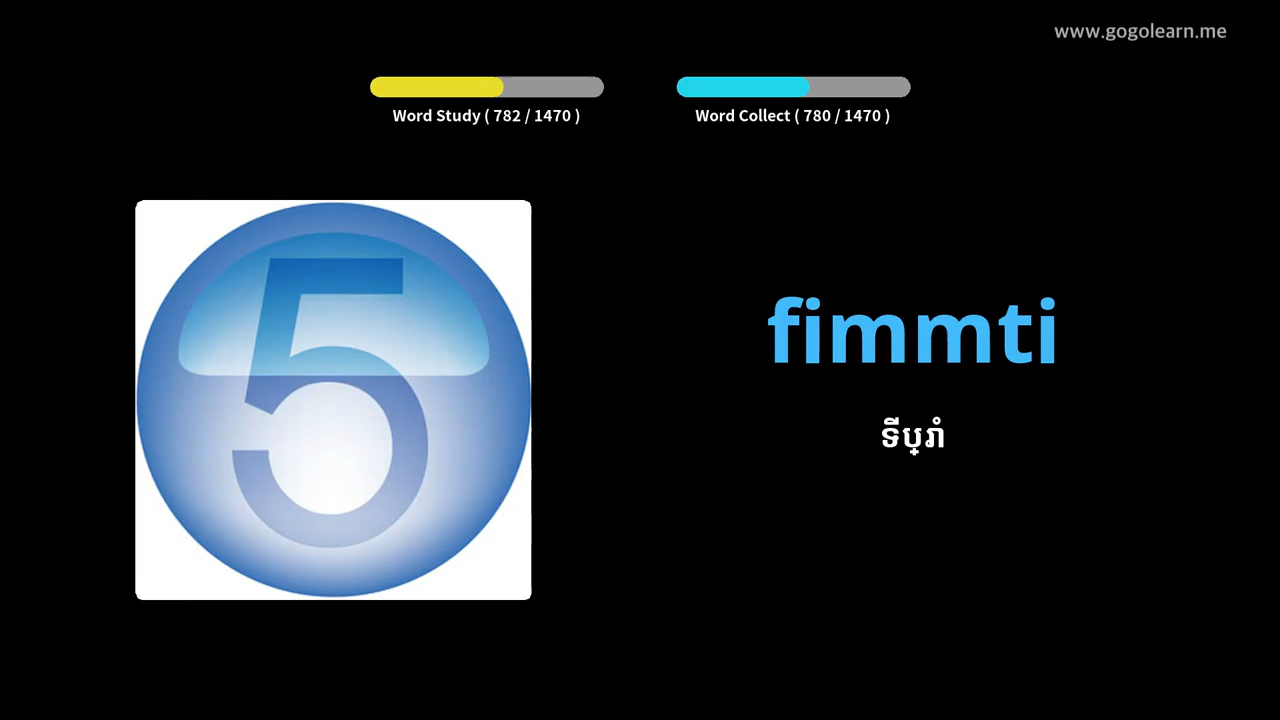 www.gogolearn.me
Word Study ( 782 / 1470 )
Word Collect ( 780 / 1470 )
5
fimmti
ទីប្រាំ